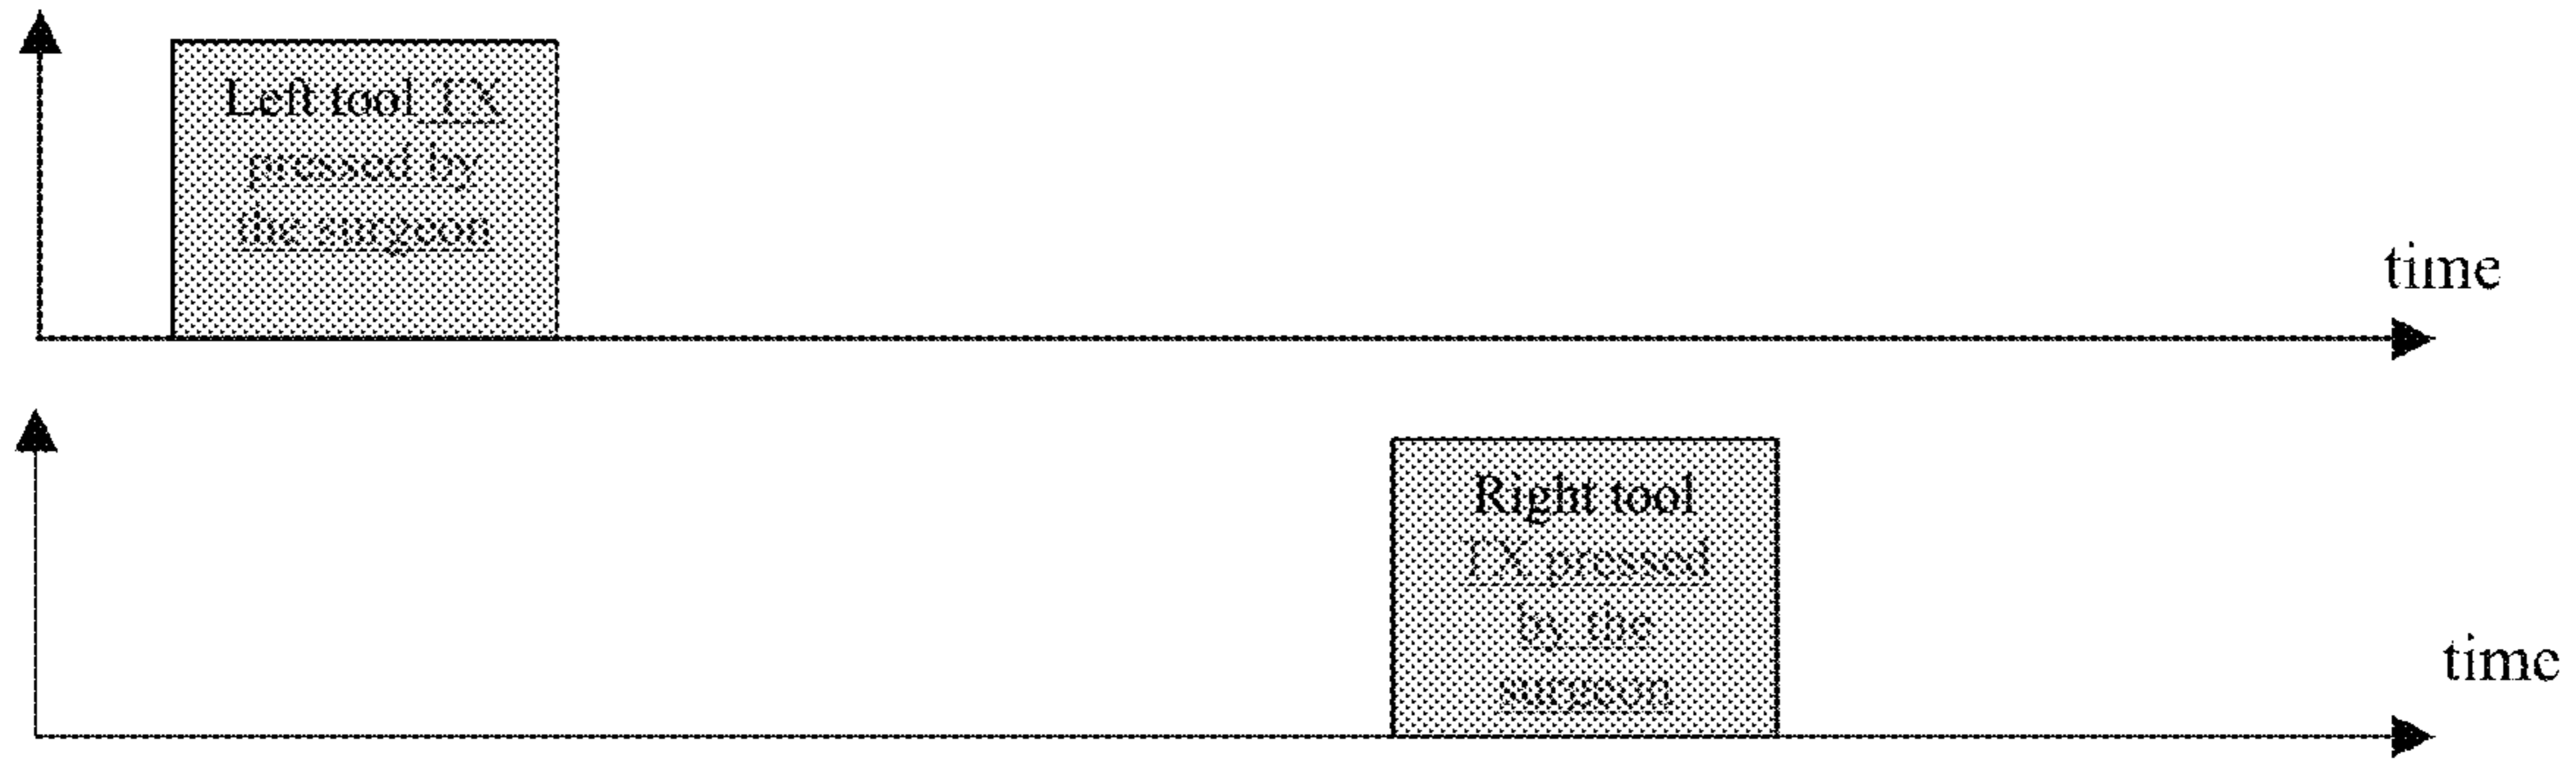 Left tool TX
pressed by
the surgeon
time
Right tool
TX pressed
by the
surgeon
time